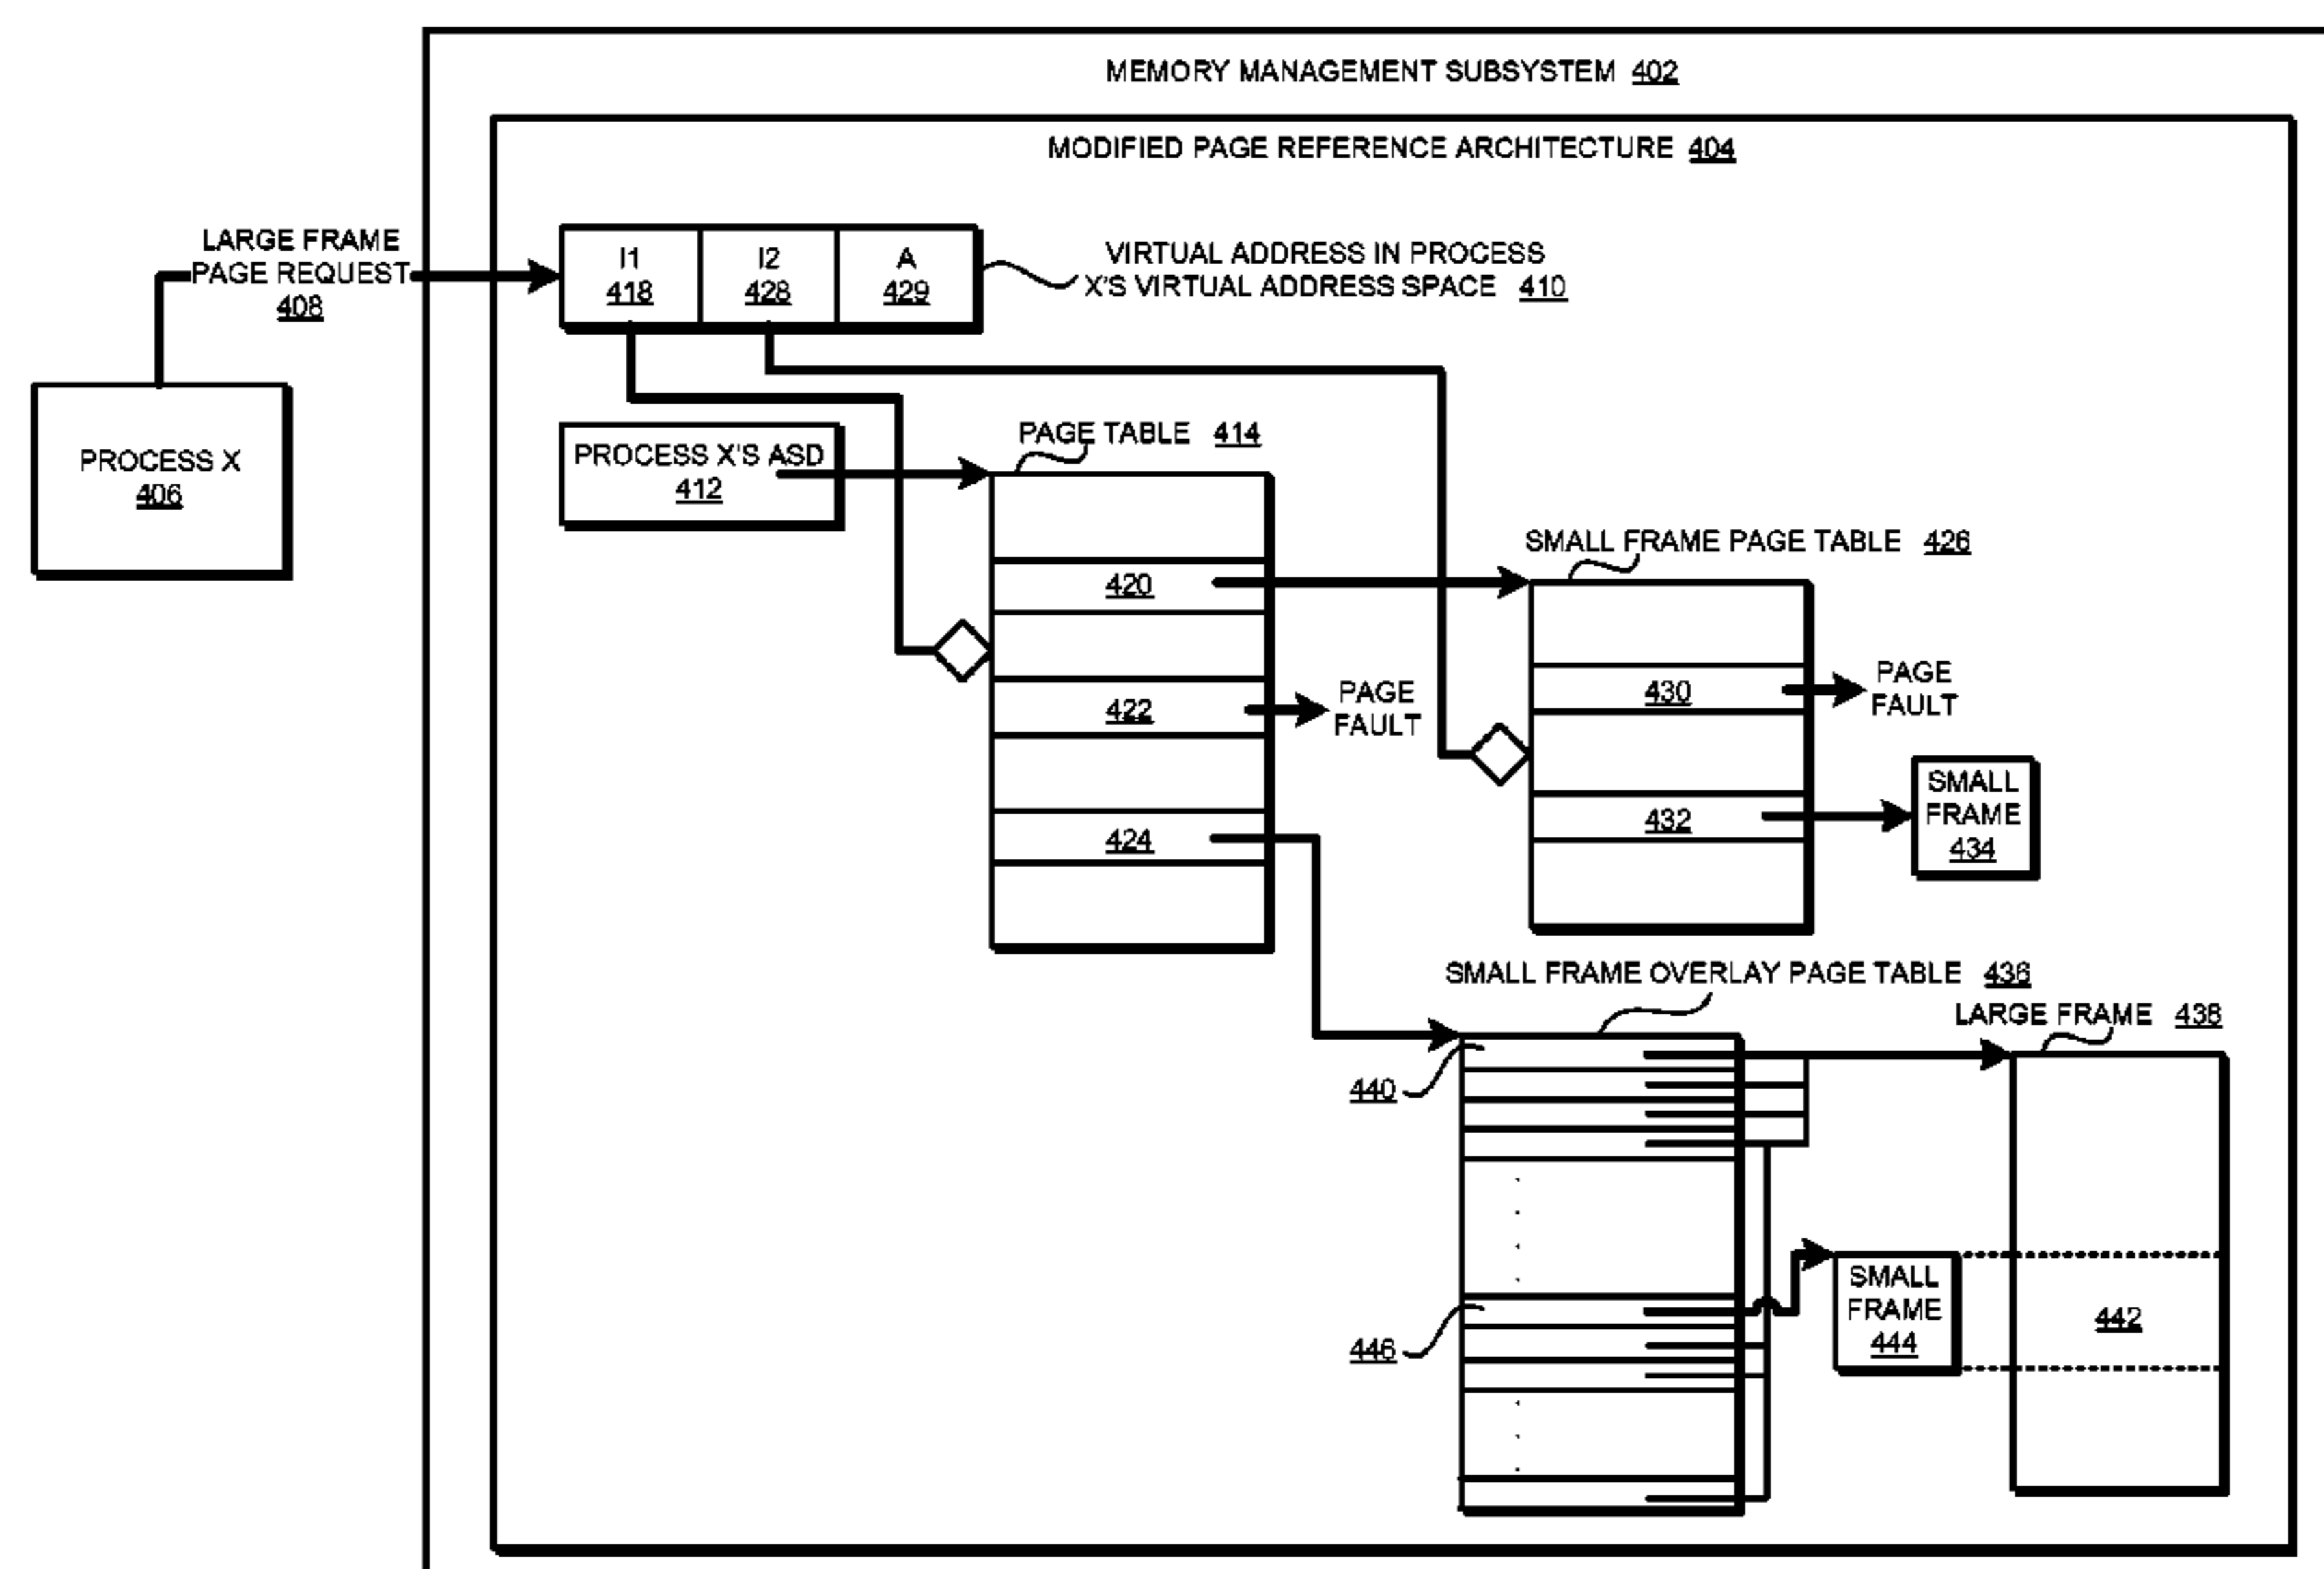 MEMORY MANAGEMENT SUBSYSTEM 402
MODIFIED PAGE REFERENCE ARCHITECTURE 404
LARGE FRAME
PAGE REQUEST
408
I1
418
I2
428
A
429
VIRTUAL ADDRESS IN PROCESS
X'S VIRTUAL ADDRESS SPACE 410
PROCESS X
406
PROCESS X'S ASD
412
PAGE TABLE 414
420
422
PAGE
FAULT
424
SMALL FRAME PAGE TABLE 426
430
PAGE
FAULT
432
SMALL
FRAME
434
SMALL FRAME OVERLAY PAGE TABLE 436
LARGE FRAME 438
440
446
SMALL
FRAME
444
442